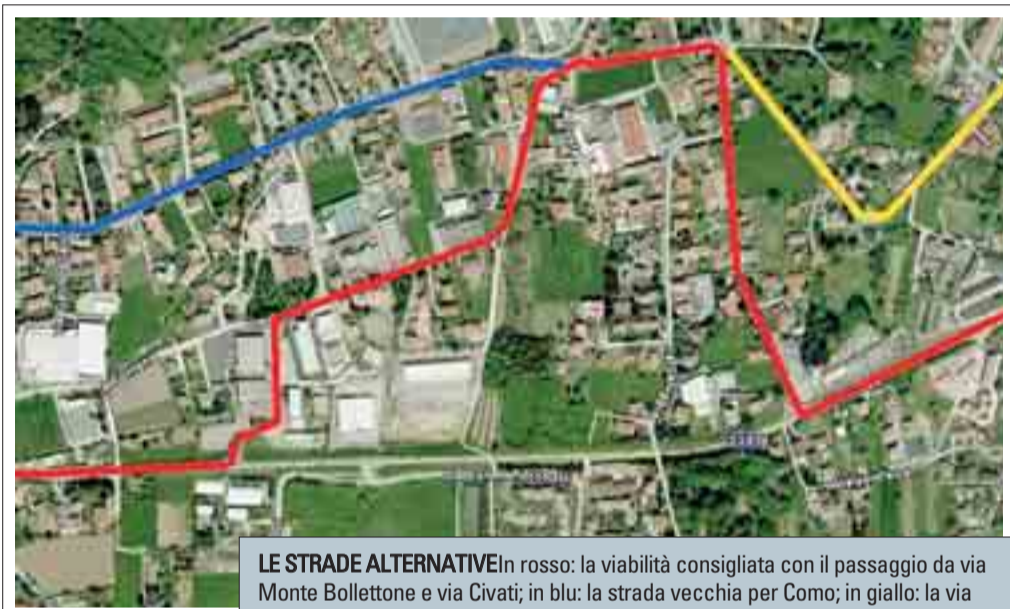 LE STRADE ALTERNATIVEIn rosso: la viabilità consigliata con il passaggio da via
Monte Bollettone e via Civati; in blu: la strada vecchia per Como; in giallo: la via